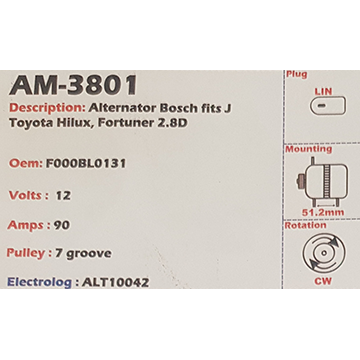 AM-3801
Description: Alternator Bosch fits J
Toyota Hilux, Fortuner 2.8D
Oem: F000BL0131
Volts : 12
Amps : 90
Pulley : 7 groove
Electrolog : ALT10042
Plug
LIN
Mounting
51.2mm
Rotation
CW